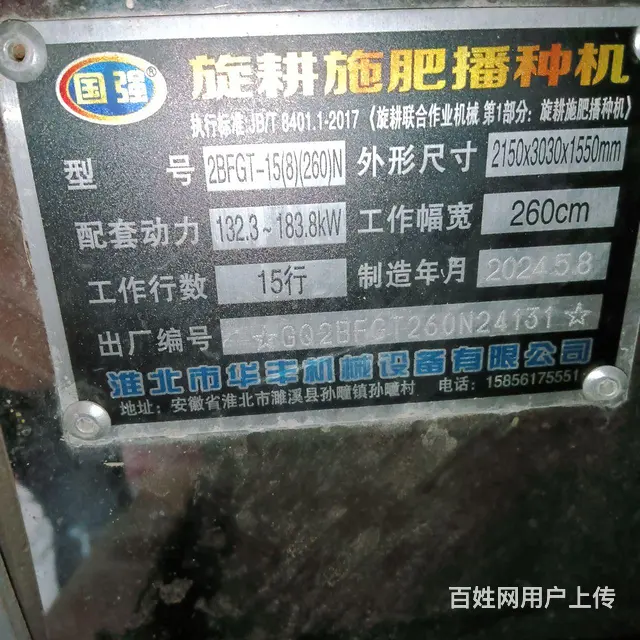 国强® 旋耕施肥播种机
执行标准 JB/T 8401.1-2017 《旋耕联合作业机械 第1部分：旋耕施肥播种机》
型 号 2BFGT-15(8)(260)N 外形尺寸 2150x3030x1550mm
配套动力 132.3～183.8kW 工作幅宽 260cm
工作行数 15行 制造年月 2024.5.8
出厂编号 ☆GQ2BFGT260N24131☆
淮北市华丰机械设备有限公司
地址：安徽省淮北市濉溪县孙疃镇孙疃村 电话：15856175551
百姓网用户上传